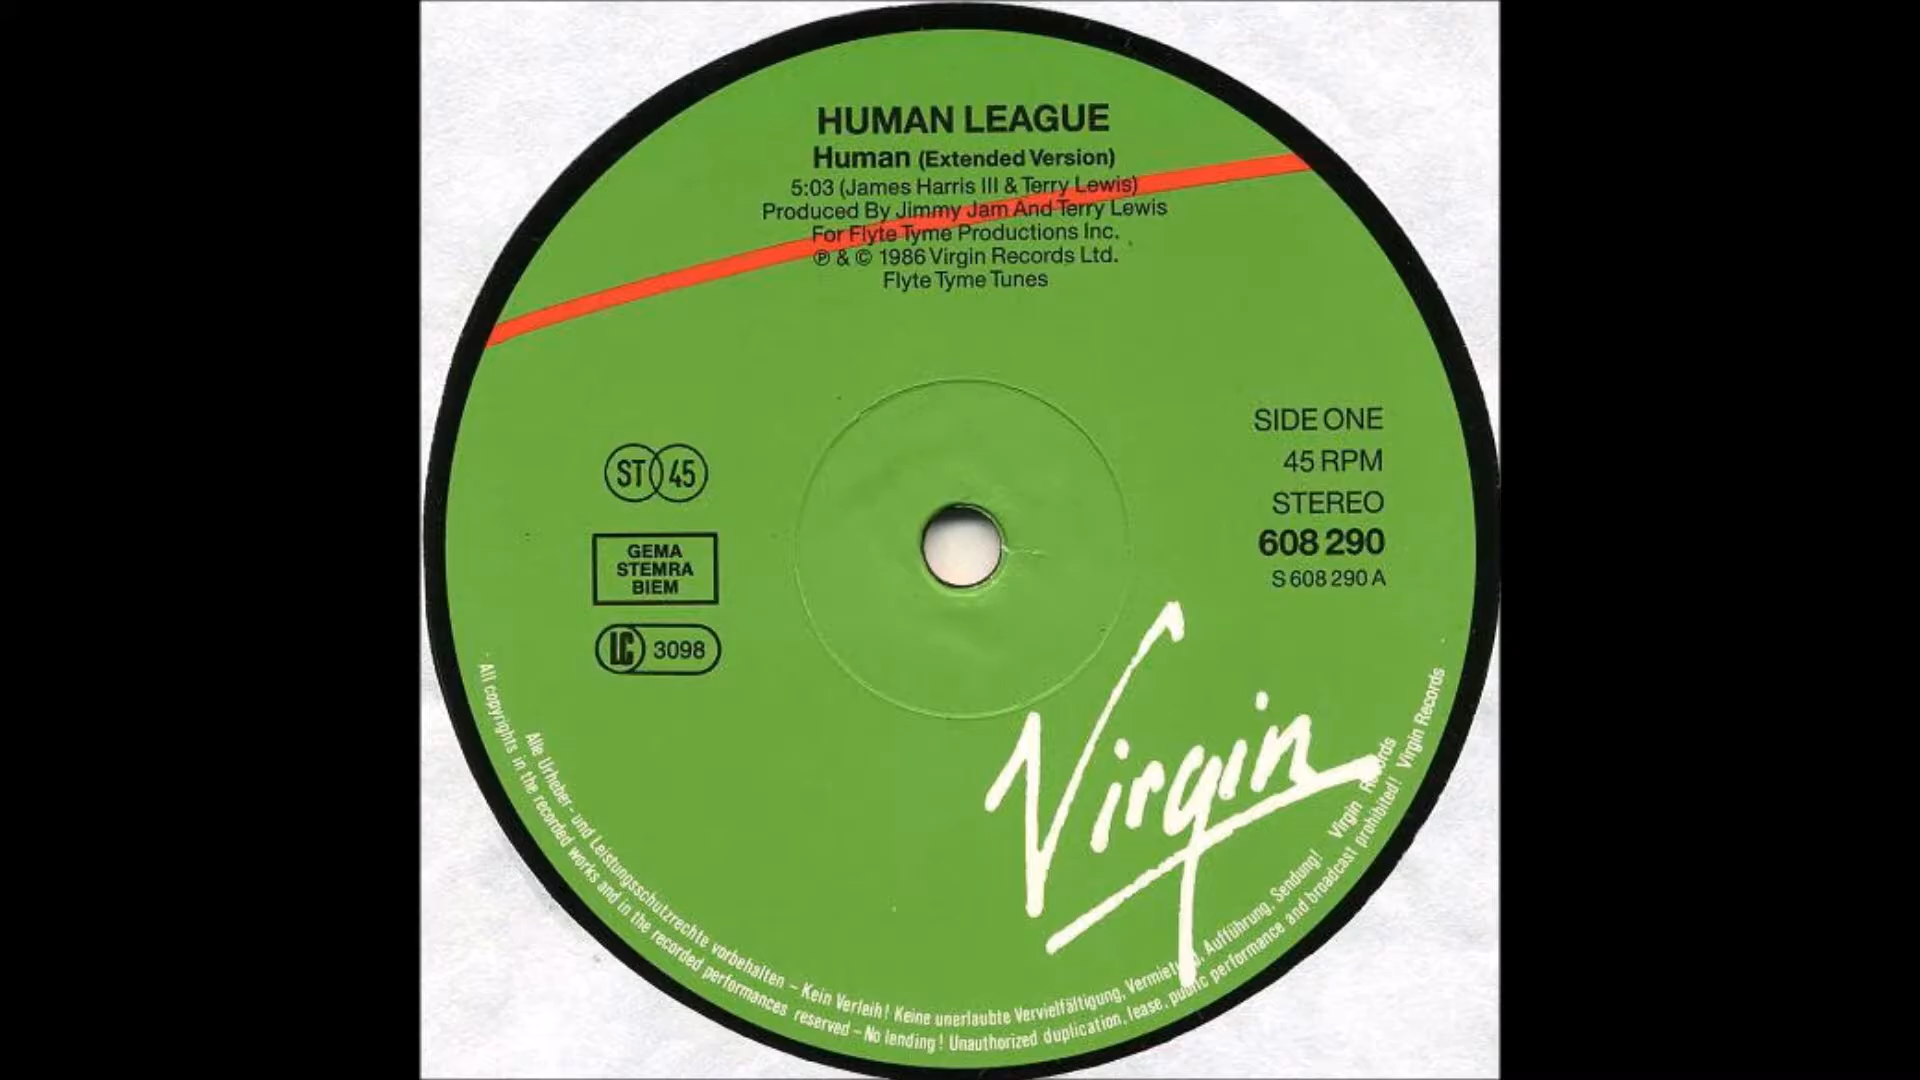 HUMAN LEAGUE
Human (Extended Version)
5:03 (James Harris III & Terry Lewis)
Produced By Jimmy Jam And Terry Lewis
For Flyte Tyme Productions Inc.
℗ & © 1986 Virgin Records Ltd.
Flyte Tyme Tunes
ST 45
GEMA
STEMRA
BIEM
LC 3098
SIDE ONE
45 RPM
STEREO
608 290
S 608 290 A
Virgin
Alle Urheber- und Leistungsschutzrechte vorbehalten – Kein Verleih! Keine unerlaubte Vervielfältigung, Vermietung, Aufführung, Sendung! Virgin Records
All copyrights in the recorded works and in the recorded performances reserved – No lending! Unauthorized duplication, lease, public performance and broadcast prohibited! Virgin Records